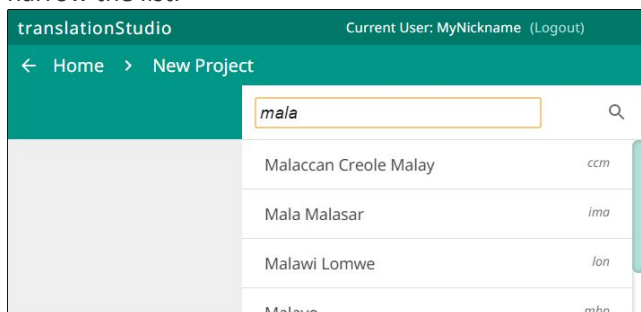 translationStudio Current User: MyNickname (Logout)
← Home > New Project
mala
Malaccan Creole Malay ccm
Mala Malasar ima
Malawi Lomwe lon